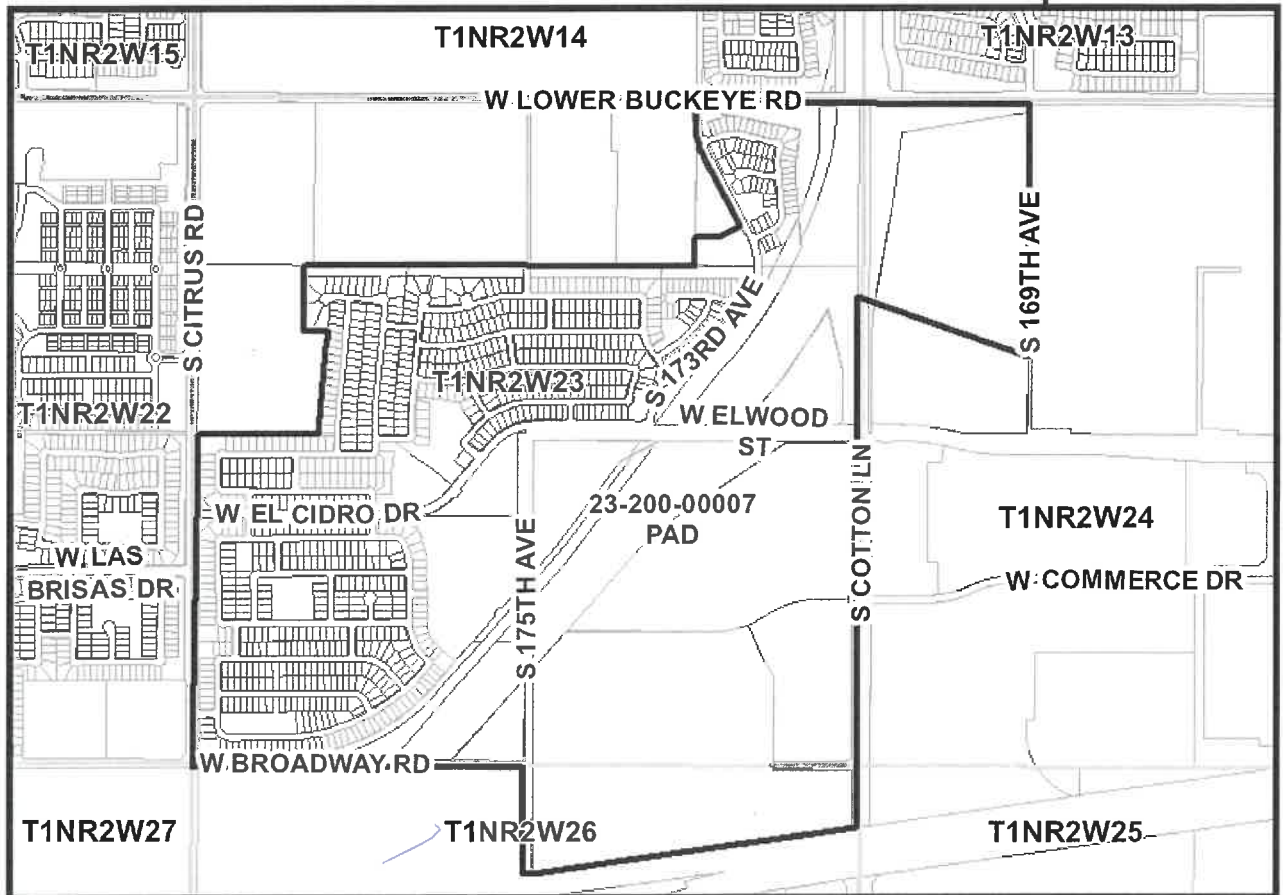 T1NR2W15
T1NR2W14
T1NR2W13
W LOWER BUCKEYE RD
S CITRUS RD
S 169TH AVE
S 173RD AVE
T1NR2W23
T1NR2W22
W ELWOOD
ST
W EL CIDRO DR
23-200-00007
PAD
S 175TH AVE
S COTTON LN
T1NR2W24
W LAS
BRISAS DR
W COMMERCE DR
W BROADWAY RD
T1NR2W27
T1NR2W26
T1NR2W25